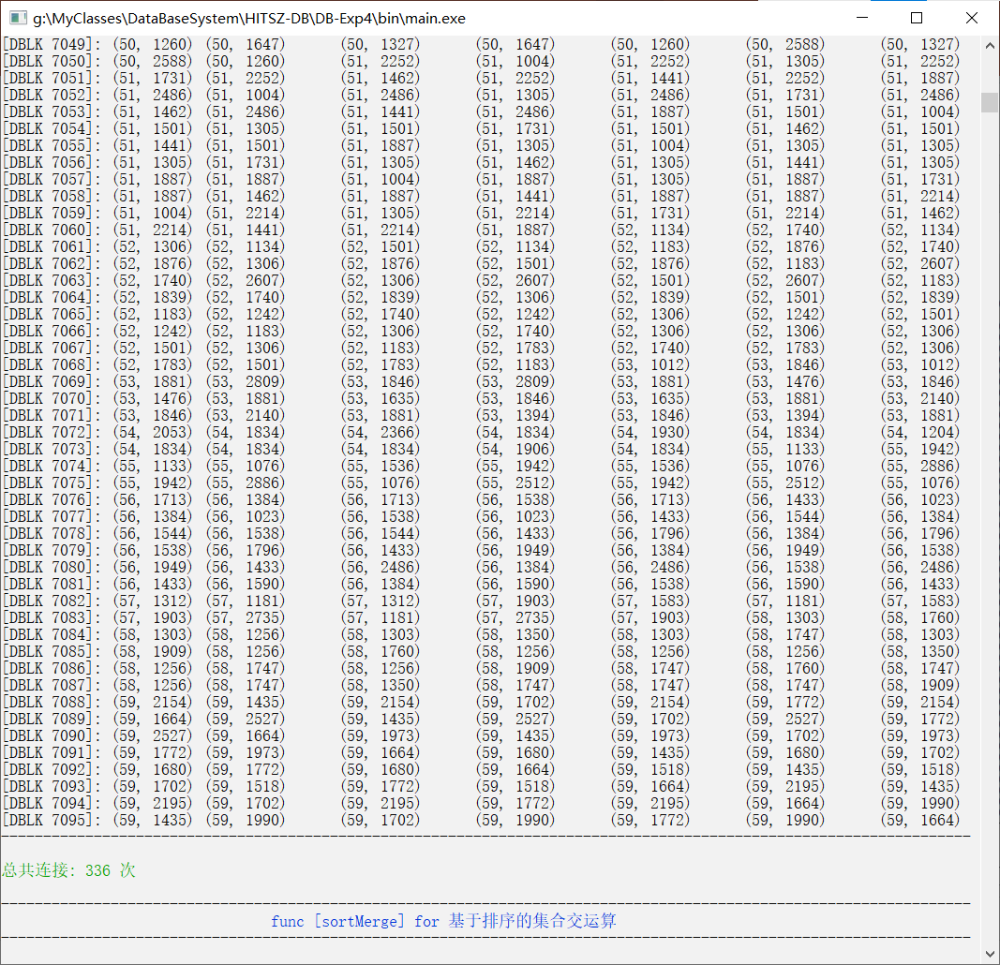 g:\MyClasses\DataBaseSystem\HITSZ-DB\DB-Exp4\bin\main.exe
[DBLK 7049]: (50, 1260) (50, 1647) (50, 1327) (50, 1647) (50, 1260) (50, 2588) (50, 1327)
[DBLK 7050]: (50, 2588) (50, 1260) (51, 2252) (51, 1004) (51, 2252) (51, 1305) (51, 2252)
[DBLK 7051]: (51, 1731) (51, 2252) (51, 1462) (51, 2252) (51, 1441) (51, 2252) (51, 1887)
[DBLK 7052]: (51, 2486) (51, 1004) (51, 2486) (51, 1305) (51, 2486) (51, 1731) (51, 2486)
[DBLK 7053]: (51, 1462) (51, 2486) (51, 1441) (51, 2486) (51, 1887) (51, 1501) (51, 1004)
[DBLK 7054]: (51, 1501) (51, 1305) (51, 1501) (51, 1731) (51, 1501) (51, 1462) (51, 1501)
[DBLK 7055]: (51, 1441) (51, 1501) (51, 1887) (51, 1305) (51, 1004) (51, 1305) (51, 1305)
[DBLK 7056]: (51, 1305) (51, 1731) (51, 1305) (51, 1462) (51, 1305) (51, 1441) (51, 1305)
[DBLK 7057]: (51, 1887) (51, 1887) (51, 1004) (51, 1887) (51, 1305) (51, 1887) (51, 1731)
[DBLK 7058]: (51, 1887) (51, 1462) (51, 1887) (51, 1441) (51, 1887) (51, 1887) (51, 2214)
[DBLK 7059]: (51, 1004) (51, 2214) (51, 1305) (51, 2214) (51, 1731) (51, 2214) (51, 1462)
[DBLK 7060]: (51, 2214) (51, 1441) (51, 2214) (51, 1887) (52, 1134) (52, 1740) (52, 1134)
[DBLK 7061]: (52, 1306) (52, 1134) (52, 1501) (52, 1183) (52, 1876) (52, 1740)
[DBLK 7062]: (52, 1876) (52, 1306) (52, 1876) (52, 1501) (52, 1876) (52, 1183) (52, 2607)
[DBLK 7063]: (52, 1740) (52, 2607) (52, 1306) (52, 2607) (52, 1501) (52, 2607) (52, 1183)
[DBLK 7064]: (52, 1839) (52, 1740) (52, 1839) (52, 1306) (52, 1839) (52, 1501) (52, 1839)
[DBLK 7065]: (52, 1183) (52, 1242) (52, 1740) (52, 1242) (52, 1306) (52, 1242) (52, 1501)
[DBLK 7066]: (52, 1242) (52, 1183) (52, 1306) (52, 1740) (52, 1306) (52, 1306) (52, 1306)
[DBLK 7067]: (52, 1501) (52, 1306) (52, 1183) (52, 1783) (52, 1740) (52, 1783) (52, 1306)
[DBLK 7068]: (52, 1783) (52, 1501) (52, 1783) (52, 1183) (53, 1012) (53, 1846) (53, 1012)
[DBLK 7069]: (53, 1881) (53, 2809) (53, 1846) (53, 2809) (53, 1881) (53, 1476) (53, 1846)
[DBLK 7070]: (53, 1476) (53, 1881) (53, 1635) (53, 1846) (53, 1635) (53, 1881) (53, 2140)
[DBLK 7071]: (53, 1846) (53, 2140) (53, 1881) (53, 1394) (53, 1846) (53, 1394) (53, 1881)
[DBLK 7072]: (54, 2053) (54, 1834) (54, 2366) (54, 1834) (54, 1930) (54, 1834) (54, 1204)
[DBLK 7073]: (54, 1834) (54, 1834) (54, 1834) (54, 1906) (54, 1834) (55, 1133) (55, 1942)
[DBLK 7074]: (55, 1133) (55, 1076) (55, 1536) (55, 1942) (55, 1536) (55, 1076) (55, 2886)
[DBLK 7075]: (55, 1942) (55, 2886) (55, 1076) (55, 2512) (55, 1942) (55, 2512) (55, 1076)
[DBLK 7076]: (56, 1713) (56, 1384) (56, 1713) (56, 1538) (56, 1713) (56, 1433) (56, 1023)
[DBLK 7077]: (56, 1384) (56, 1023) (56, 1538) (56, 1023) (56, 1433) (56, 1544) (56, 1384)
[DBLK 7078]: (56, 1544) (56, 1538) (56, 1544) (56, 1433) (56, 1796) (56, 1384) (56, 1796)
[DBLK 7079]: (56, 1538) (56, 1796) (56, 1433) (56, 1949) (56, 1384) (56, 1949) (56, 1538)
[DBLK 7080]: (56, 1949) (56, 1433) (56, 2486) (56, 1384) (56, 2486) (56, 1538) (56, 2486)
[DBLK 7081]: (56, 1433) (56, 1590) (56, 1384) (56, 1590) (56, 1538) (56, 1590) (56, 1433)
[DBLK 7082]: (57, 1312) (57, 1181) (57, 1312) (57, 1903) (57, 1583) (57, 1181) (57, 1583)
[DBLK 7083]: (57, 1903) (57, 2735) (57, 1181) (57, 2735) (57, 1903) (58, 1303) (58, 1760)
[DBLK 7084]: (58, 1303) (58, 1256) (58, 1303) (58, 1350) (58, 1303) (58, 1747) (58, 1303)
[DBLK 7085]: (58, 1909) (58, 1256) (58, 1760) (58, 1256) (58, 1256) (58, 1256) (58, 1350)
[DBLK 7086]: (58, 1256) (58, 1747) (58, 1256) (58, 1909) (58, 1747) (58, 1760) (58, 1747)
[DBLK 7087]: (58, 1256) (58, 1747) (58, 1350) (58, 1747) (58, 1747) (58, 1747) (58, 1909)
[DBLK 7088]: (59, 2154) (59, 1435) (59, 2154) (59, 1702) (59, 2154) (59, 1772) (59, 2154)
[DBLK 7089]: (59, 1664) (59, 2527) (59, 1435) (59, 2527) (59, 1702) (59, 2527) (59, 1772)
[DBLK 7090]: (59, 2527) (59, 1664) (59, 1973) (59, 1435) (59, 1973) (59, 1702) (59, 1973)
[DBLK 7091]: (59, 1772) (59, 1973) (59, 1664) (59, 1680) (59, 1435) (59, 1680) (59, 1702)
[DBLK 7092]: (59, 1680) (59, 1772) (59, 1680) (59, 1664) (59, 1518) (59, 1435) (59, 1518)
[DBLK 7093]: (59, 1702) (59, 1518) (59, 1772) (59, 1518) (59, 1664) (59, 2195) (59, 1435)
[DBLK 7094]: (59, 2195) (59, 1702) (59, 2195) (59, 1772) (59, 2195) (59, 1664) (59, 1990)
[DBLK 7095]: (59, 1435) (59, 1990) (59, 1702) (59, 1990) (59, 1772) (59, 1990) (59, 1664)
总共连接: 336 次
func [sortMerge] for 基于排序的集合交运算